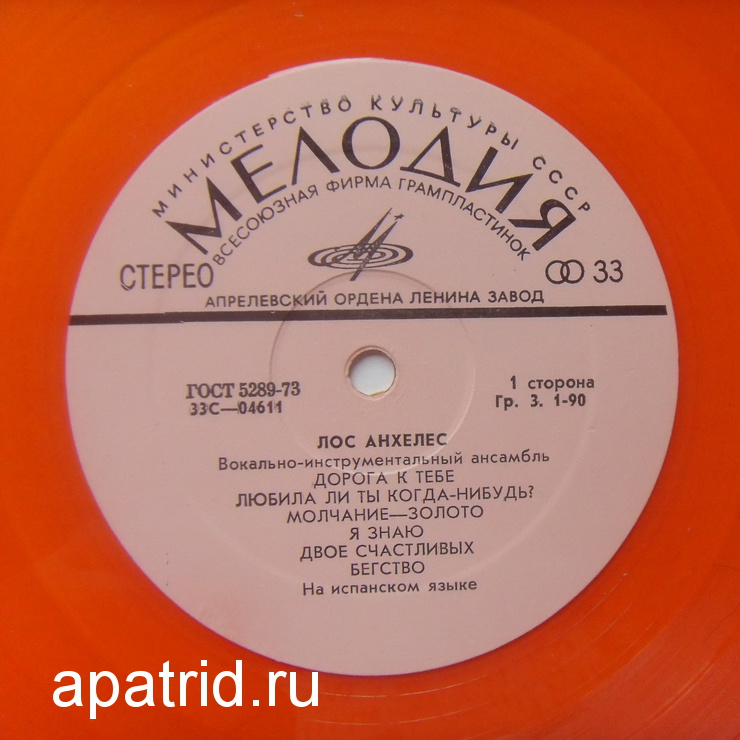 МИНИСТЕРСТВО КУЛЬТУРЫ СССР
МЕЛОДИЯ
ВСЕСОЮЗНАЯ ФИРМА ГРАМПЛАСТИНОК
СТЕРЕО
33
АПРЕЛЕВСКИЙ ОРДЕНА ЛЕНИНА ЗАВОД
ГОСТ 5289-73
33С—04611
1 сторона
Гр. 3. 1-90
ЛОС АНХЕЛЕС
Вокально-инструментальный ансамбль
ДОРОГА К ТЕБЕ
ЛЮБИЛА ЛИ ТЫ КОГДА-НИБУДЬ?
МОЛЧАНИЕ—ЗОЛОТО
Я ЗНАЮ
ДВОЕ СЧАСТЛИВЫХ
БЕГСТВО
На испанском языке
apatrid.ru